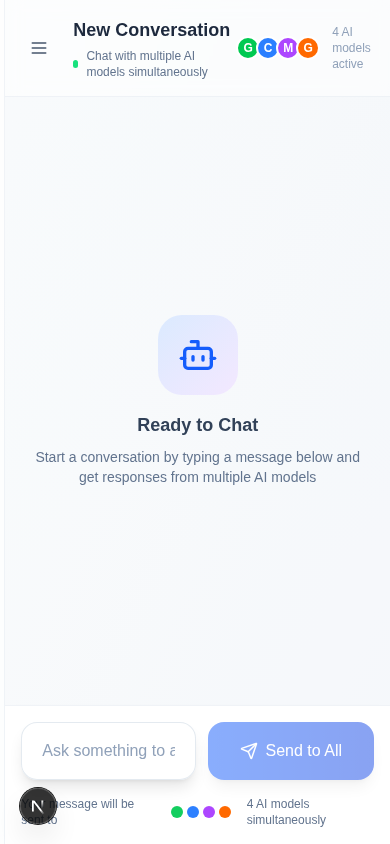 New Conversation
Chat with multiple AI
models simultaneously
G C M G
4 AI
models
active
Ready to Chat
Start a conversation by typing a message below and
get responses from multiple AI models
Ask something to a
Send to All
message will be
sent to
4 AI models
simultaneously
N